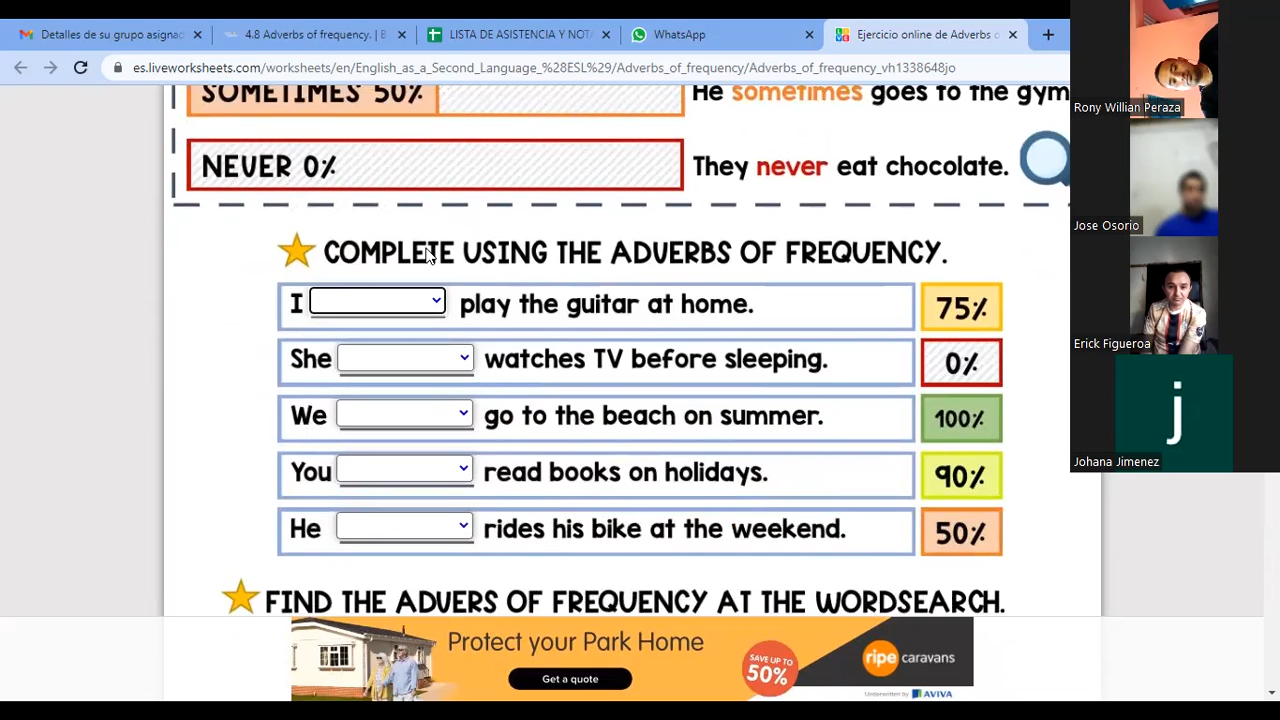 Detalles de su grupo asignac
4.8 Adverbs of frequency. | B
LISTA DE ASISTENCIA Y NOT
WhatsApp
Ejercicio online de Adverbs o
es.liveworksheets.com/worksheets/en/English_as_a_Second_Language_%28ESL%29/Adverbs_of_frequency/Adverbs_of_frequency_vh1338648jo
SOMETIMES 50%
He sometimes goes to the gym
NEVER 0%
They never eat chocolate.
COMPLETE USING THE ADVERBS OF FREQUENCY.
I play the guitar at home. 75%
She watches TV before sleeping. 0%
We go to the beach on summer. 100%
You read books on holidays. 90%
He rides his bike at the weekend. 50%
FIND THE ADVERS OF FREQUENCY AT THE WORDSEARCH.
Protect your Park Home
Get a quote
SAVE UP TO
50%
ripe caravans
Underwritten by AVIVA
Rony Willian Peraza
Jose Osorio
Erick Figueroa
j
Johana Jimenez